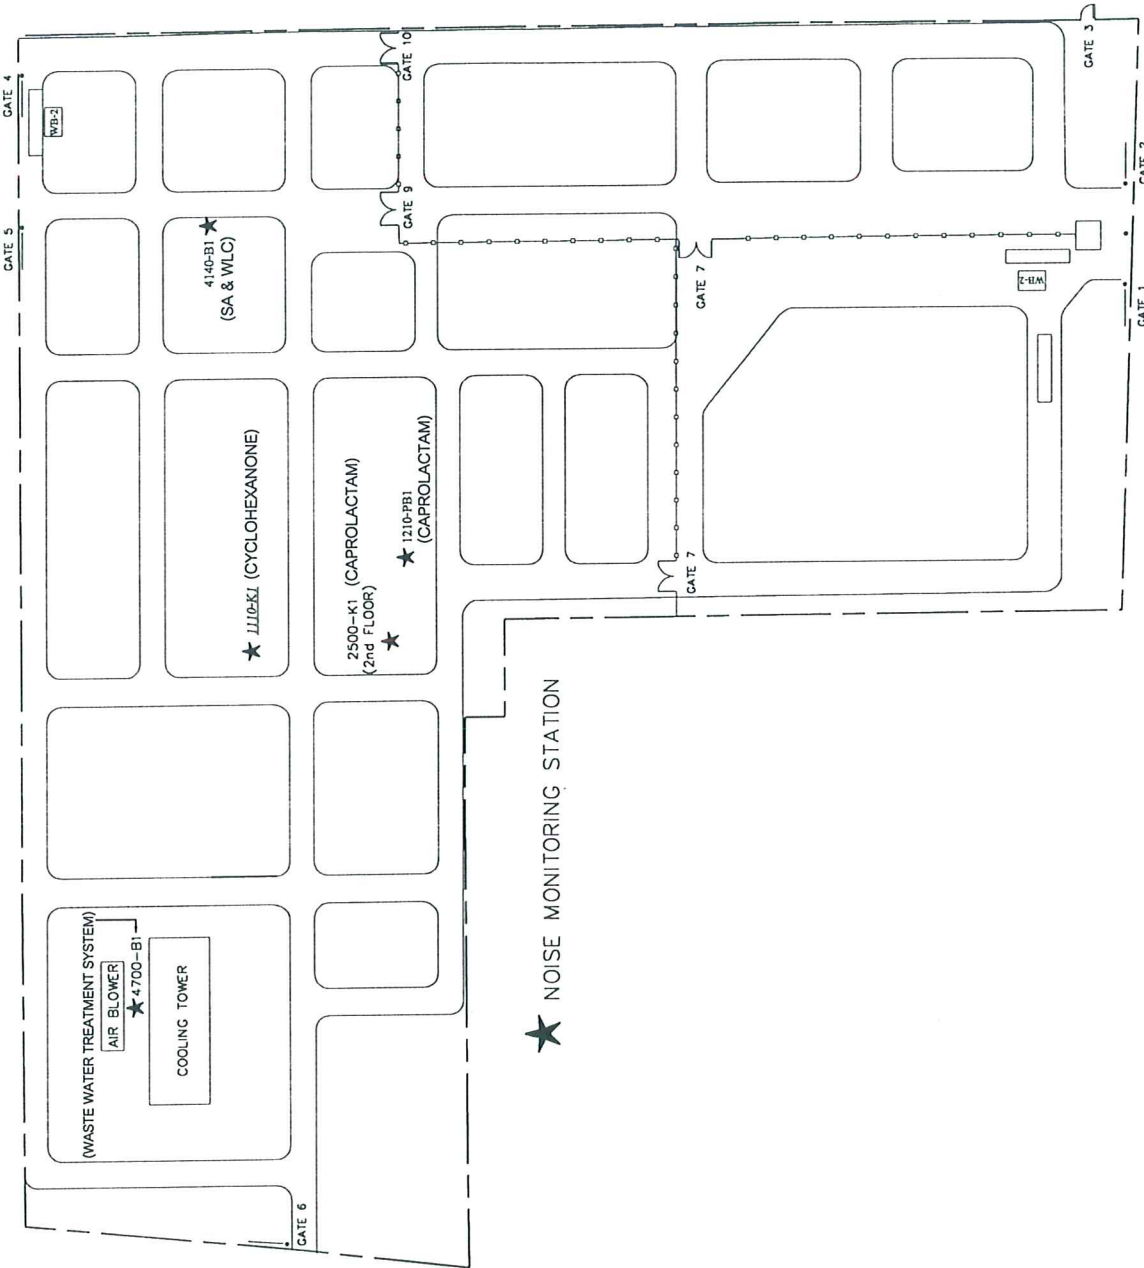 (WASTE WATER TREATMENT SYSTEM)
AIR BLOWER
4700-B1
COOLING TOWER
GATE 6
1110-K1 (CYCLOHEXANONE)
2500-K1 (CAPROLACTAM)
(2nd FLOOR)
1210-PB1
(CAPROLACTAM)
4140-B1
(SA & WLC)
GATE 5
GATE 4
WB-2
GATE 10
GATE 9
GATE 7
GATE 7
WB-2
GATE 3
GATE 2
GATE 1
NOISE MONITORING STATION